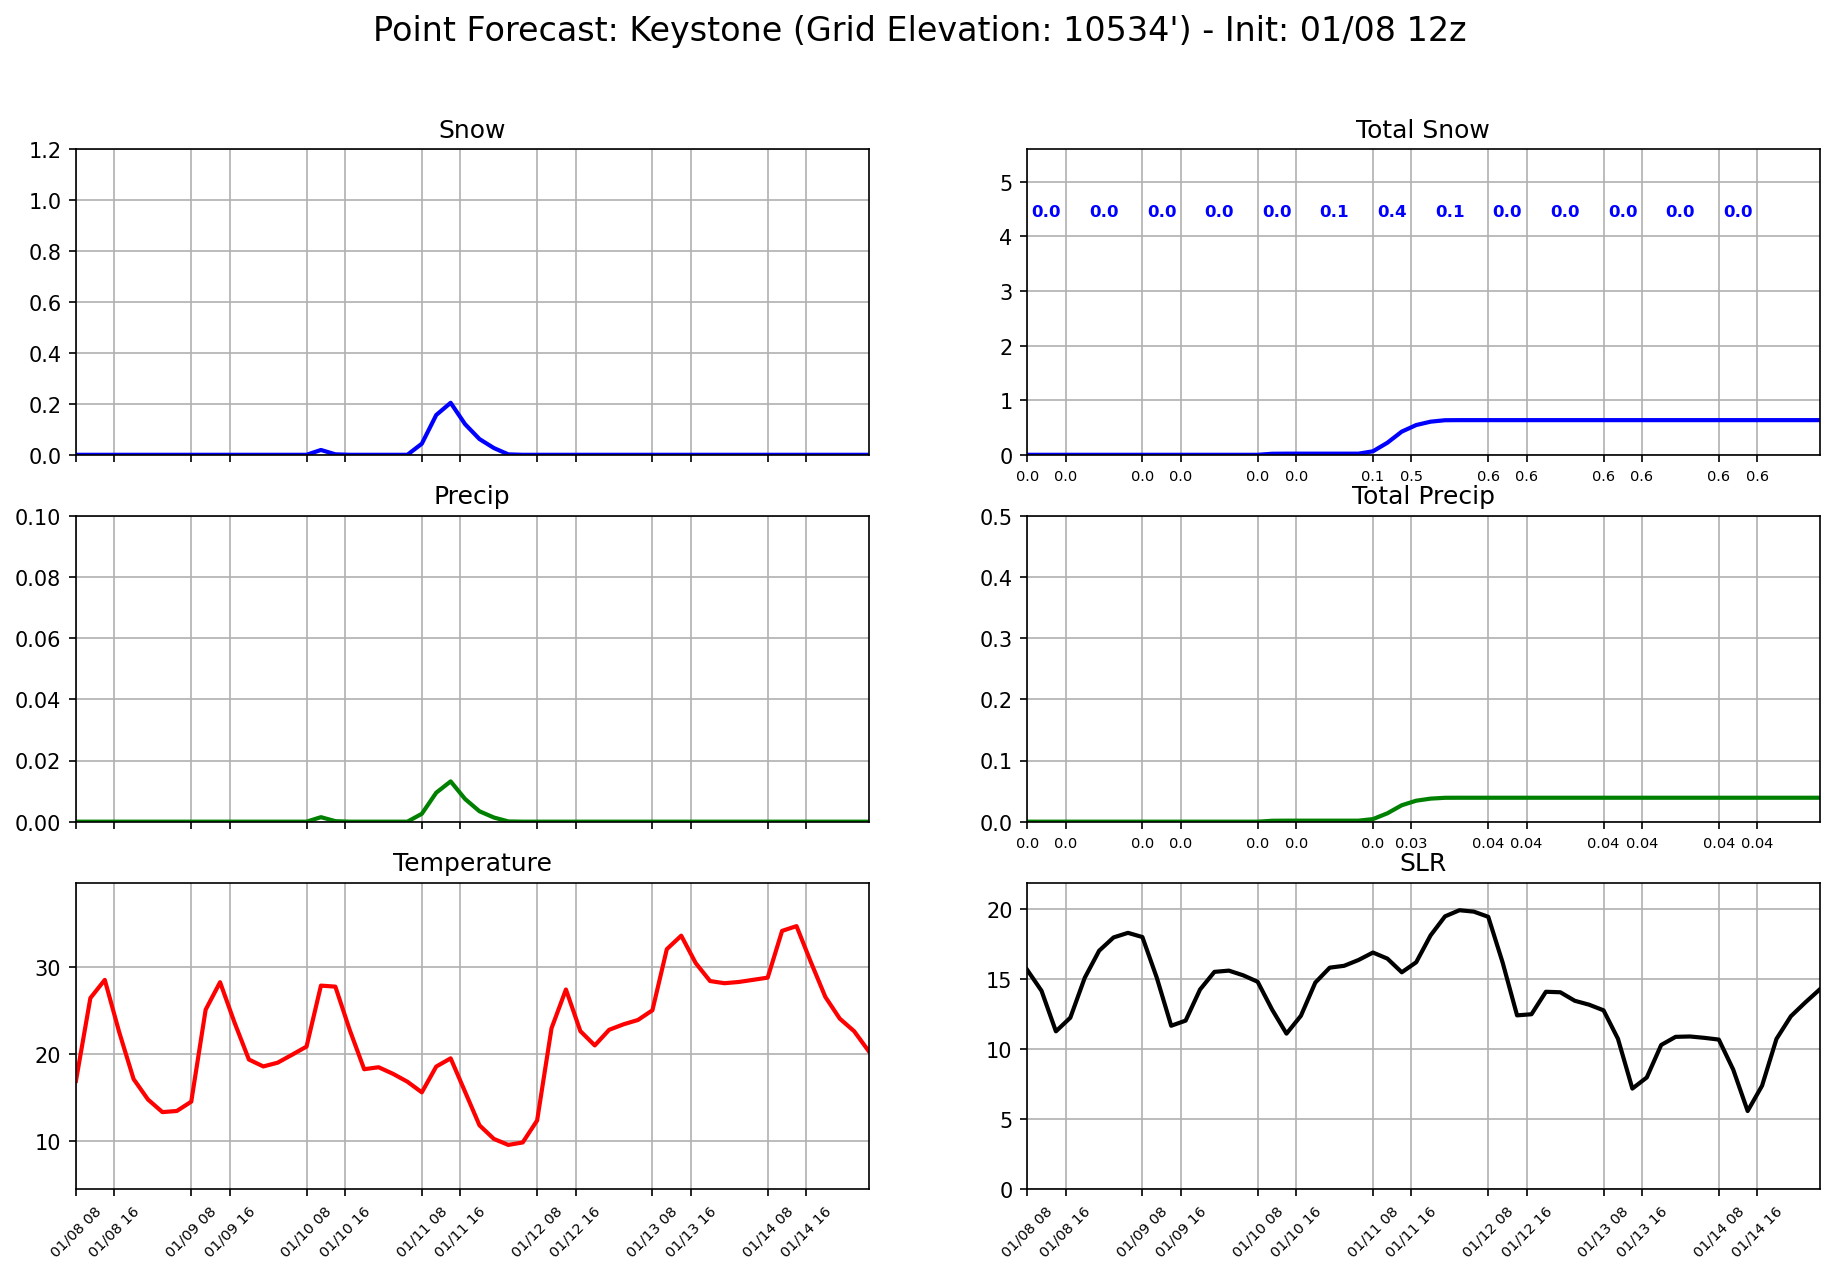 Point Forecast: Keystone (Grid Elevation: 10534') - Init: 01/08 12z
Snow
1.2
1.0
0.8
0.6
0.4
0.2
0.0
Total Snow
5
4
3
2
1
0
0.0 0.0 0.0 0.0 0.0 0.1 0.4 0.1 0.0 0.0 0.0 0.0 0.0
0.0 0.0 0.0 0.0 0.0 0.0 0.1 0.5 0.6 0.6 0.6 0.6 0.6 0.6
Precip
0.10
0.08
0.06
0.04
0.02
0.00
Total Precip
0.5
0.4
0.3
0.2
0.1
0.0
0.0 0.0 0.0 0.0 0.0 0.0 0.0 0.03 0.04 0.04 0.04 0.04 0.04 0.04
Temperature
30
20
10
01/08 08 01/08 16 01/09 08 01/09 16 01/10 08 01/10 16 01/11 08 01/11 16 01/12 08 01/12 16 01/13 08 01/13 16 01/14 08 01/14 16
SLR
20
15
10
5
0
01/08 08 01/08 16 01/09 08 01/09 16 01/10 08 01/10 16 01/11 08 01/11 16 01/12 08 01/12 16 01/13 08 01/13 16 01/14 08 01/14 16